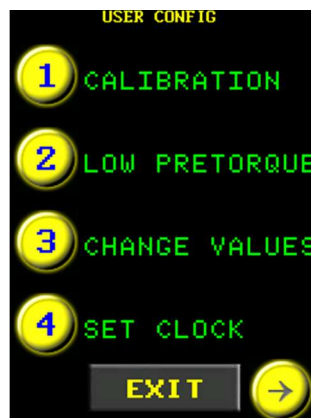 USER CONFIG
1 CALIBRATION
2 LOW PRETORQUE
3 CHANGE VALUES
4 SET CLOCK
EXIT →